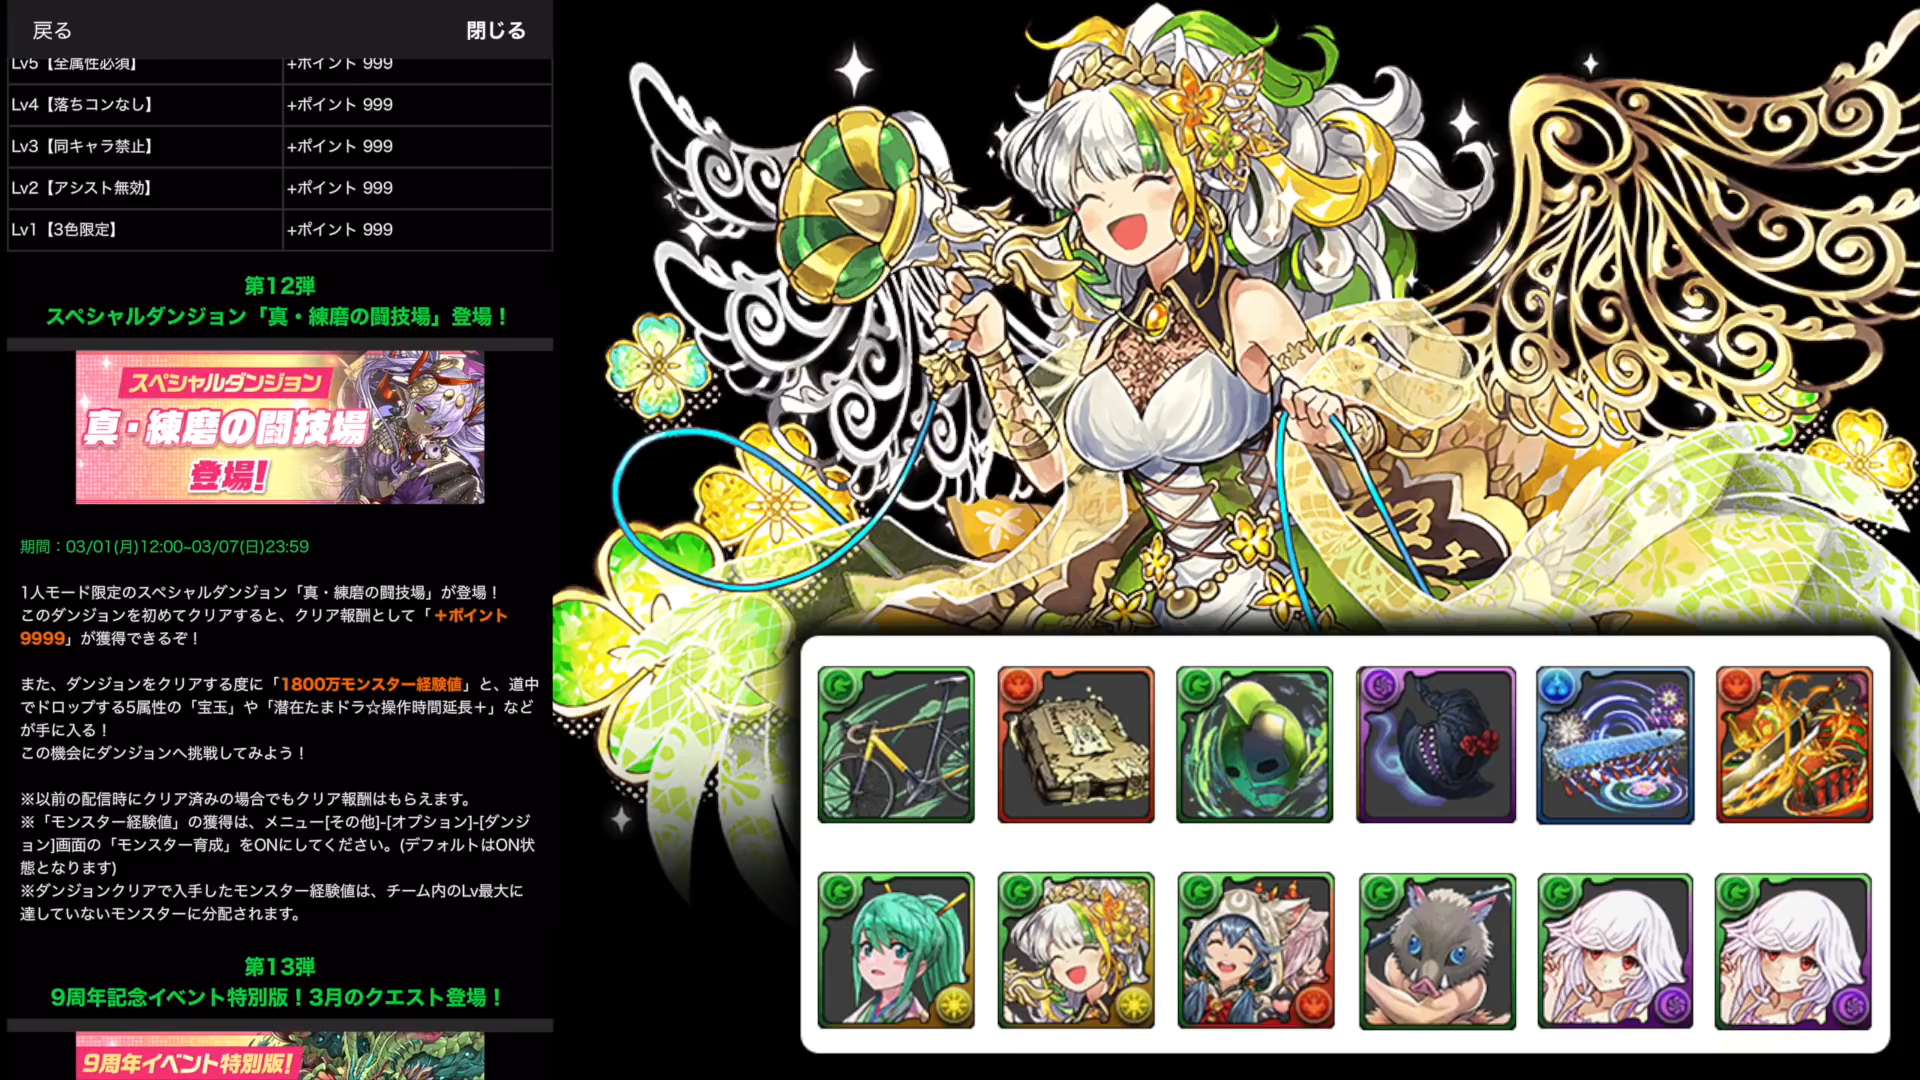 戻る
閉じる
Lv5【全属性必須】 +ポイント 999
Lv4【落ちコンなし】 +ポイント 999
Lv3【同キャラ禁止】 +ポイント 999
Lv2【アシスト無効】 +ポイント 999
Lv1【3色限定】 +ポイント 999
第12弾
スペシャルダンジョン「真・練磨の闘技場」登場！
スペシャルダンジョン
真・練磨の闘技場
登場!
期間：03/01(月)12:00~03/07(日)23:59
1人モード限定のスペシャルダンジョン「真・練磨の闘技場」が登場！
このダンジョンを初めてクリアすると、クリア報酬として「＋ポイント
9999」が獲得できるぞ！
また、ダンジョンをクリアする度に「1800万モンスター経験値」と、道中
でドロップする5属性の「宝玉」や「潜在たまドラ☆操作時間延長＋」など
が手に入る！
この機会にダンジョンへ挑戦してみよう！
※以前の配信時にクリア済みの場合でもクリア報酬はもらえます。
※「モンスター経験値」の獲得は、メニュー[その他]-[オプション]-[ダンジ
ョン]画面の「モンスター育成」をONにしてください。(デフォルトはON状
態となります)
※ダンジョンクリアで入手したモンスター経験値は、チーム内のLv最大に
達していないモンスターに分配されます。
第13弾
9周年記念イベント特別版！3月のクエスト登場！
9周年イベント特別版!